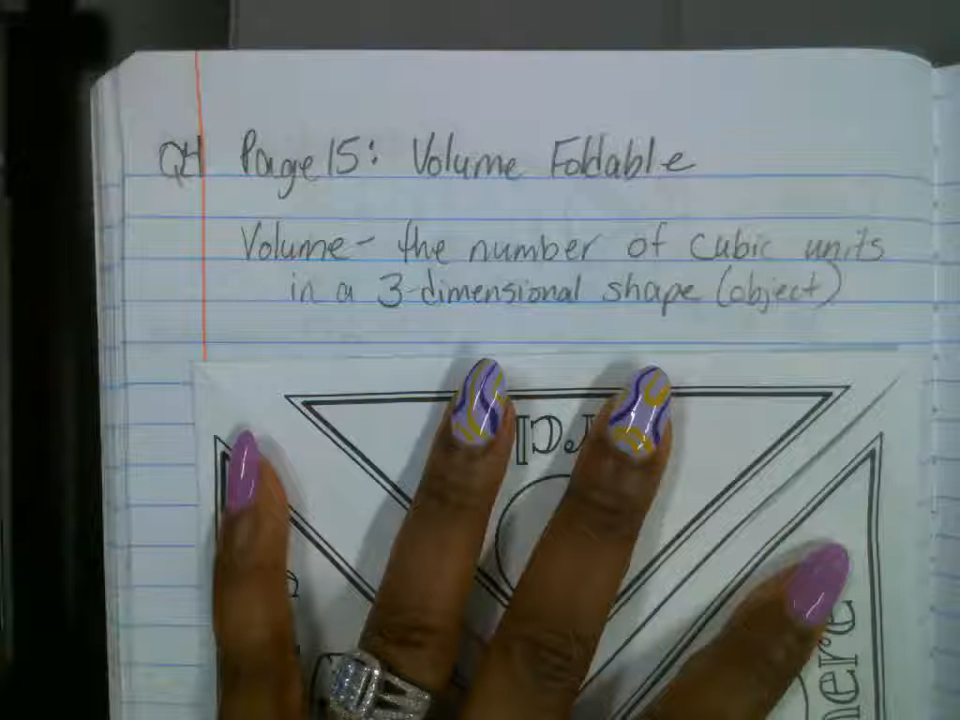 Q4 Page 15: Volume Foldable
Volume - the number of cubic units
in a 3-dimensional shape (object)